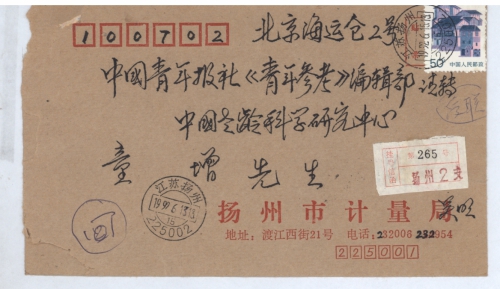 100702 北京海运仓2号
中国青年报社《青年参考》编辑部 请转
中国老龄科学研究中心
童增 先生
50 中国人民邮政
265
扬州 2支
江苏扬州
225002
扬州市计量局
地址：渡江西街21号 电话：232006 232954
225001